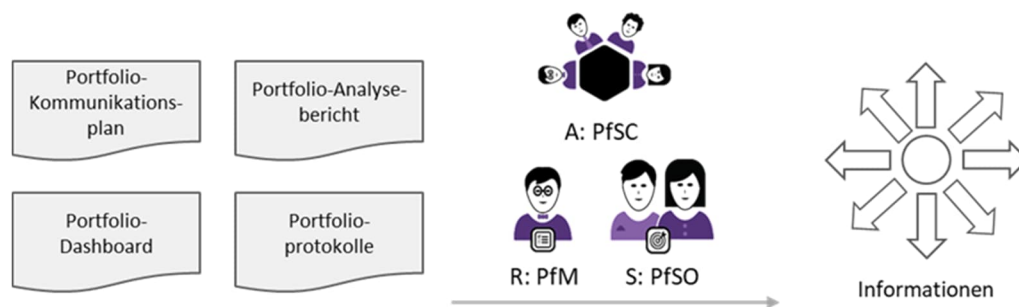 Portfolio-
Kommunikations-
plan
Portfolio-Analyse-
bericht
Portfolio-
Dashboard
Portfolio-
protokolle
A: PfSC
R: PfM
S: PfSO
Informationen